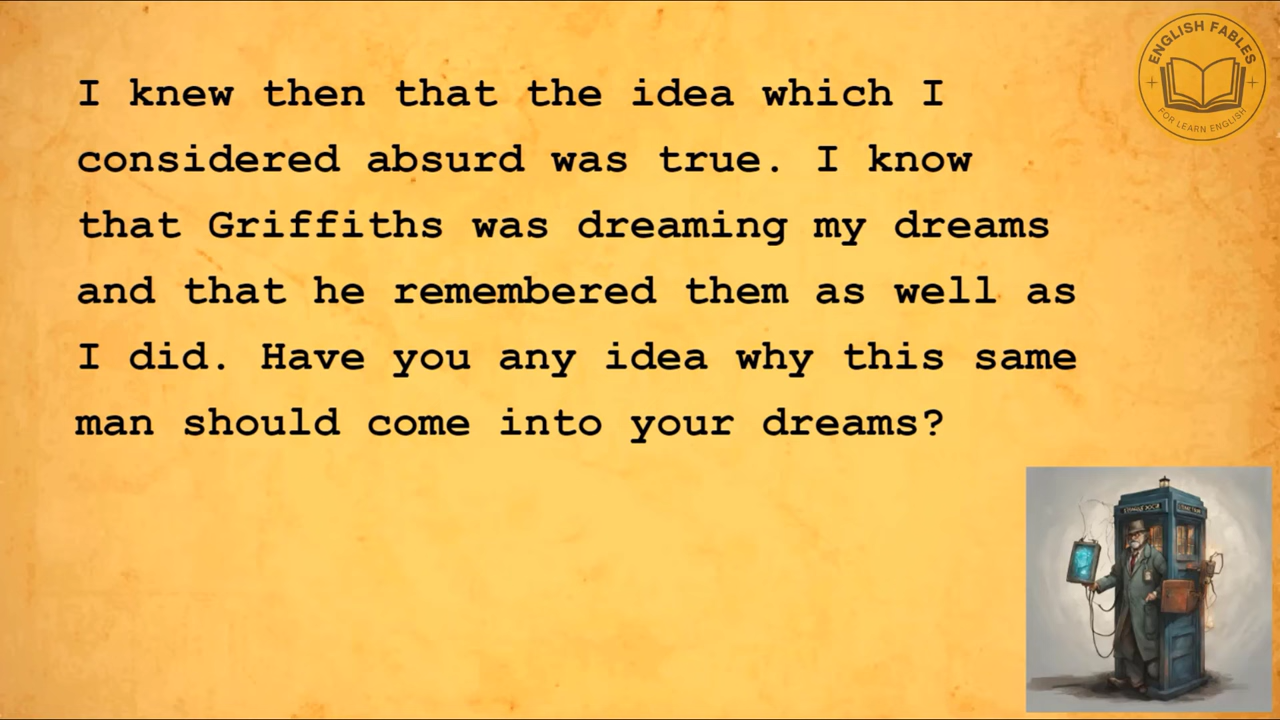 I knew then that the idea which I
considered absurd was true. I know
that Griffiths was dreaming my dreams
and that he remembered them as well as
I did. Have you any idea why this same
man should come into your dreams?
ENGLISH FABLES
FOR LEARN ENGLISH